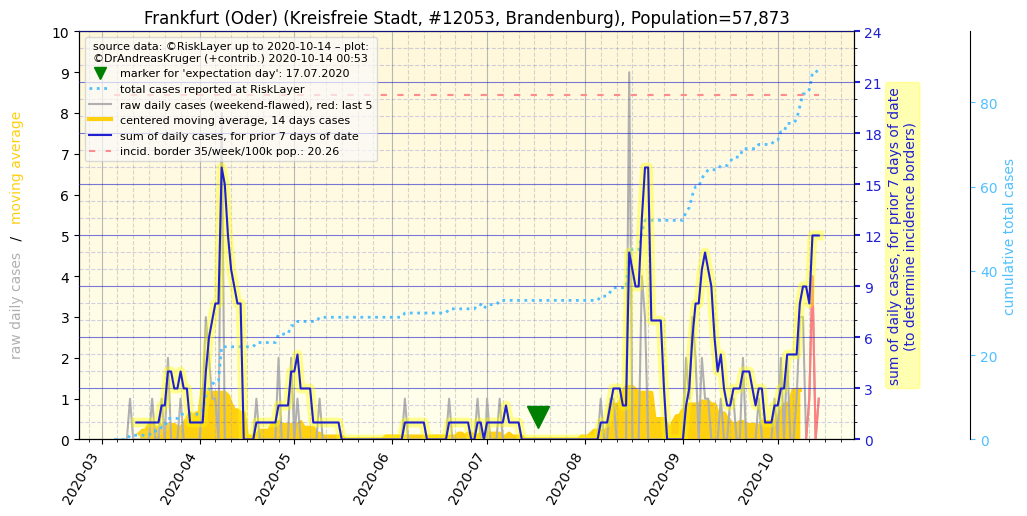 Frankfurt (Oder) (Kreisfreie Stadt, #12053, Brandenburg), Population=57,873
source data: ©RiskLayer up to 2020-10-14 – plot:
©DrAndreasKruger (+contrib.) 2020-10-14 00:53
marker for 'expectation day': 17.07.2020
total cases reported at RiskLayer
raw daily cases (weekend-flawed), red: last 5
centered moving average, 14 days cases
sum of daily cases, for prior 7 days of date
incid. border 35/week/100k pop.: 20.26
raw daily cases / moving average
10
9
8
7
6
5
4
3
2
1
0
24
21
18
15
12
9
6
3
0
sum of daily cases, for prior 7 days of date
(to determine incidence borders)
80
60
40
20
0
cumulative total cases
2020-03
2020-04
2020-05
2020-06
2020-07
2020-08
2020-09
2020-10